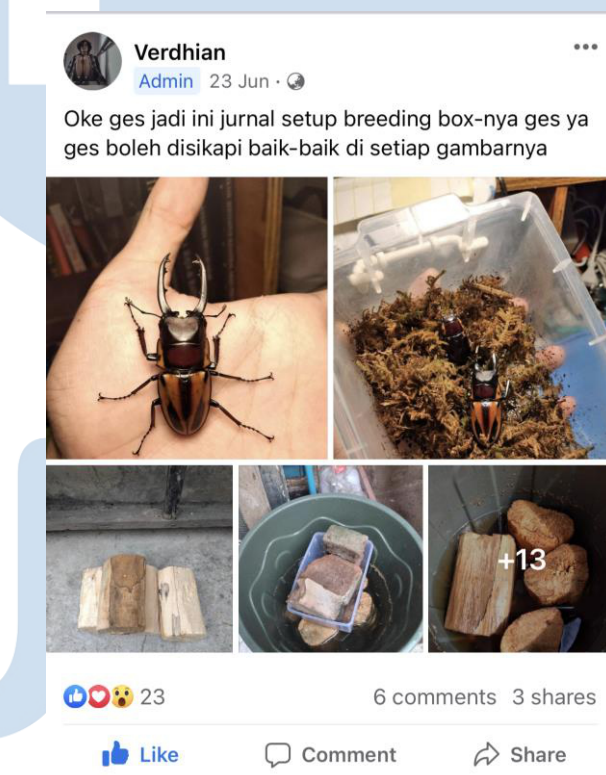 Verdhian
Admin 23 Jun ·
Oke ges jadi ini jurnal setup breeding box-nya ges ya
ges boleh disikapi baik-baik di setiap gambarnya
+13
23 6 comments 3 shares
Like Comment Share